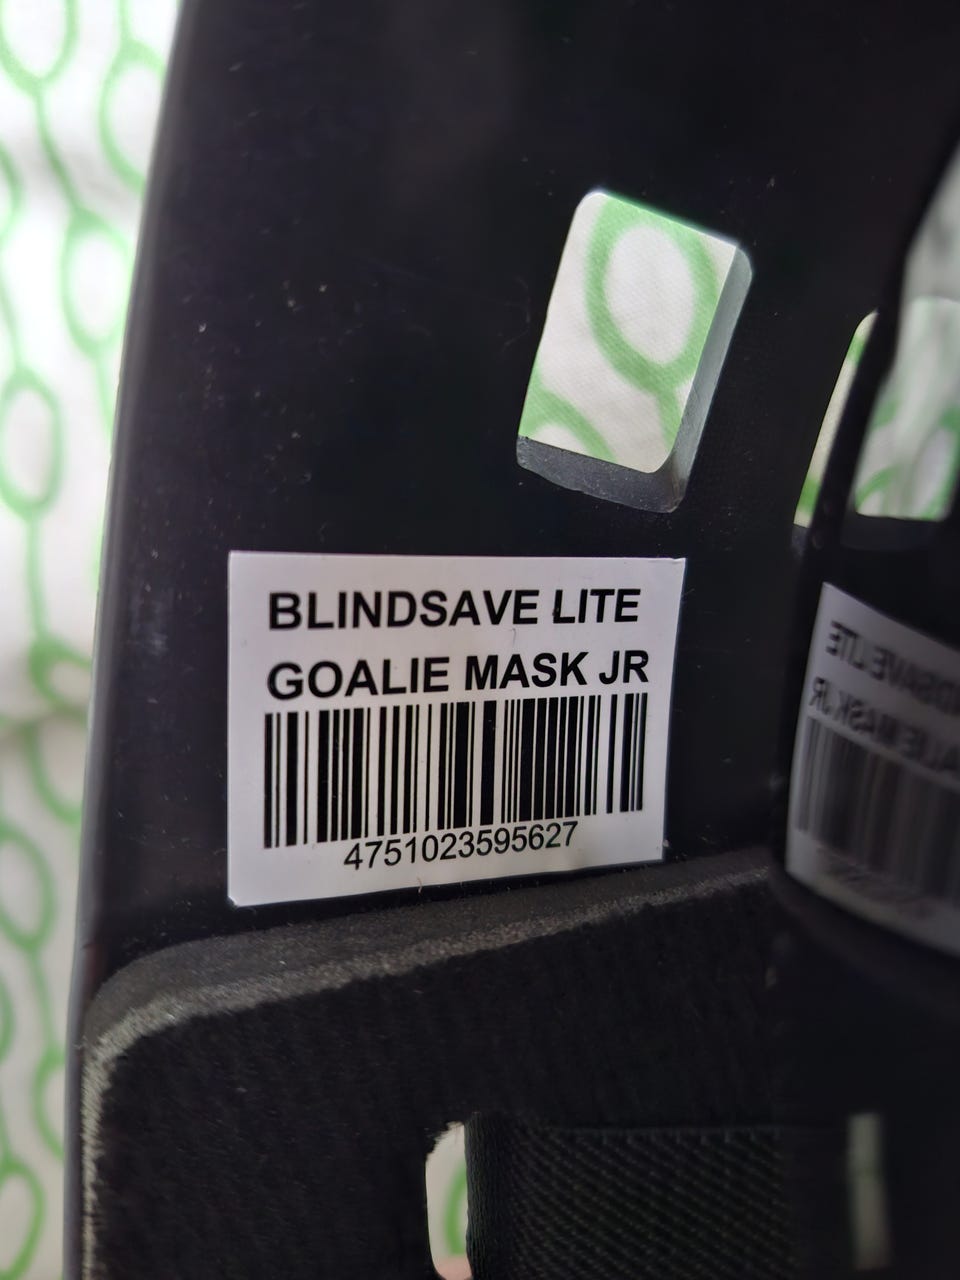 BLINDSAVE LITE
GOALIE MASK JR
4751023595627